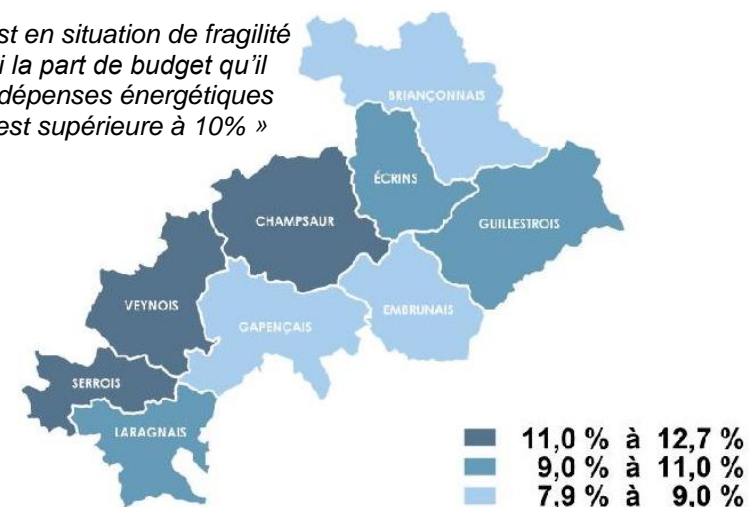 st en situation de fragilité
i la part de budget qu'il
dépenses énergétiques
est supérieure à 10% »
BRIANÇONNAIS
ÉCRINS
CHAMPSAUR
GUILLESTROIS
VEYNOIS
GAPENÇAIS
EMBRUNAIS
SERROIS
LARAGNAIS
11,0 % à 12,7 %
9,0 % à 11,0 %
7,9 % à 9,0 %